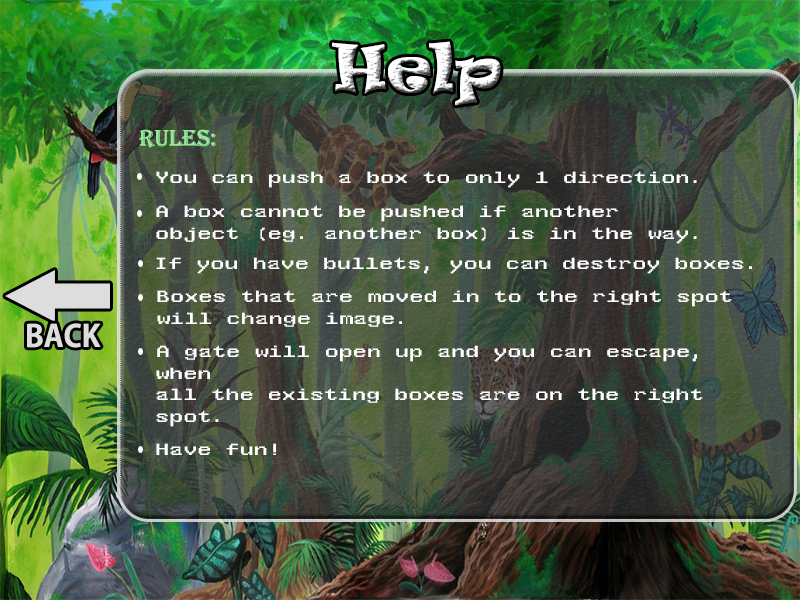 Help
RULES:
• You can push a box to only 1 direction.
• A box cannot be pushed if another
object (eg. another box) is in the way.
• If you have bullets, you can destroy boxes.
• Boxes that are moved in to the right spot
will change image.
• A gate will open up and you can escape,
when
all the existing boxes are on the right
spot.
• Have fun!
BACK